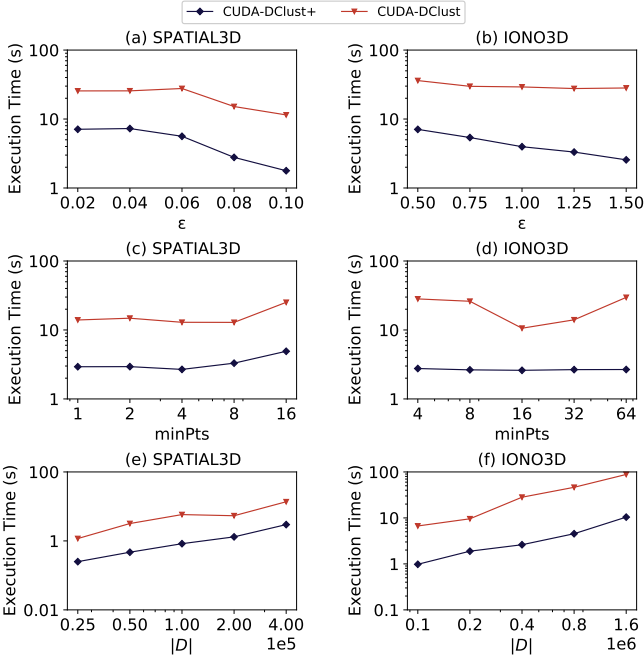 CUDA-DClust+ CUDA-DClust
(a) SPATIAL3D
Execution Time (s)
100
10
1
0.02 0.04 0.06 0.08 0.10
ε
(b) IONO3D
Execution Time (s)
100
10
1
0.50 0.75 1.00 1.25 1.50
ε
(c) SPATIAL3D
Execution Time (s)
100
10
1
1 2 4 8 16
minPts
(d) IONO3D
Execution Time (s)
100
10
1
4 8 16 32 64
minPts
(e) SPATIAL3D
Execution Time (s)
100
1
0.01
0.25 0.50 1.00 2.00 4.00
|D| 1e5
(f) IONO3D
Execution Time (s)
100
10
1
0.1
0.1 0.2 0.4 0.8 1.6
|D| 1e6